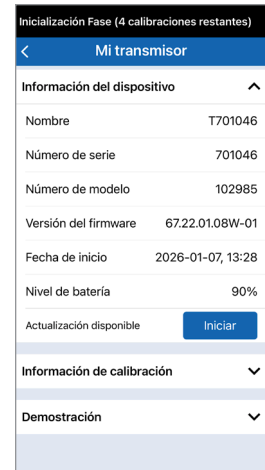 Inicialización Fase (4 calibraciones restantes)
Mi transmisor
Información del dispositivo
Nombre T701046
Número de serie 701046
Número de modelo 102985
Versión del firmware 67.22.01.08W-01
Fecha de inicio 2026-01-07, 13:28
Nivel de batería 90%
Actualización disponible Iniciar
Información de calibración
Demostración